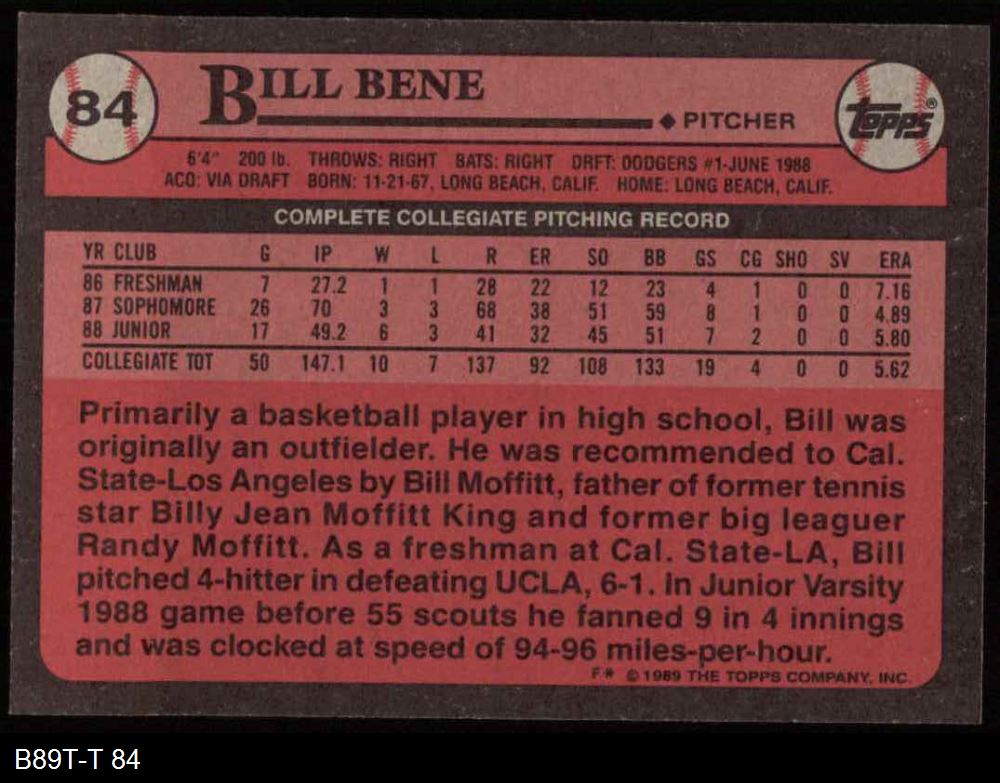 84
BILL BENE
◆ PITCHER
TOPPS®
6'4" 200 lb. THROWS: RIGHT BATS: RIGHT DRFT: DODGERS #1-JUNE 1988
ACQ: VIA DRAFT BORN: 11-21-67, LONG BEACH, CALIF. HOME: LONG BEACH, CALIF.
COMPLETE COLLEGIATE PITCHING RECORD
YR CLUB G IP W L R ER SO BB GS CG SHO SV ERA
86 FRESHMAN 7 27.2 1 1 28 22 12 23 4 1 0 0 7.16
87 SOPHOMORE 26 70 3 3 68 38 51 59 8 1 0 0 4.89
88 JUNIOR 17 49.2 6 3 41 32 45 51 7 2 0 0 5.80
COLLEGIATE TOT 50 147.1 10 7 137 92 108 133 19 4 0 0 5.62
Primarily a basketball player in high school, Bill was
originally an outfielder. He was recommended to Cal.
State-Los Angeles by Bill Moffitt, father of former tennis
star Billy Jean Moffitt King and former big leaguer
Randy Moffitt. As a freshman at Cal. State-LA, Bill
pitched 4-hitter in defeating UCLA, 6-1. In Junior Varsity
1988 game before 55 scouts he fanned 9 in 4 innings
and was clocked at speed of 94-96 miles-per-hour.
F* © 1989 THE TOPPS COMPANY, INC.
B89T-T 84